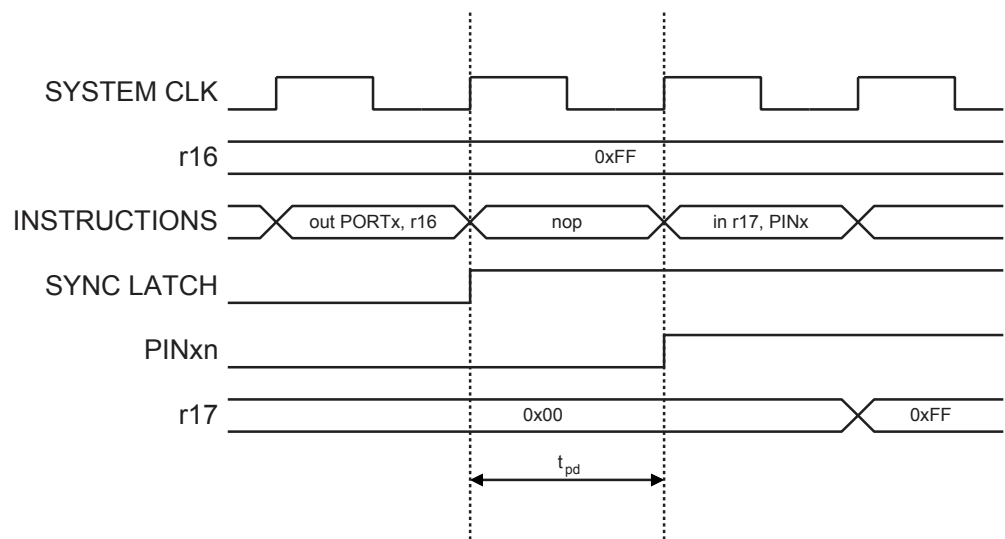 SYSTEM CLK
r16
0xFF
INSTRUCTIONS
out PORTx, r16
nop
in r17, PINx
SYNC LATCH
PINxn
r17
0x00
0xFF
tpd